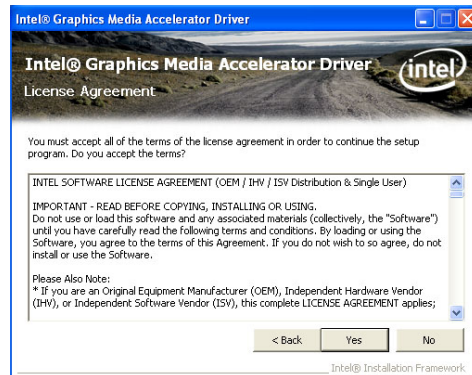 Intel® Graphics Media Accelerator Driver
Intel® Graphics Media Accelerator Driver
intel
License Agreement
You must accept all of the terms of the license agreement in order to continue the setup
program. Do you accept the terms?
INTEL SOFTWARE LICENSE AGREEMENT (OEM / IHV / ISV Distribution & Single User)
IMPORTANT - READ BEFORE COPYING, INSTALLING OR USING.
Do not use or load this software and any associated materials (collectively, the "Software")
until you have carefully read the following terms and conditions. By loading or using the
Software, you agree to the terms of this Agreement. If you do not wish to so agree, do not
install or use the Software.
Please Also Note:
* If you are an Original Equipment Manufacturer (OEM), Independent Hardware Vendor
(IHV), or Independent Software Vendor (ISV), this complete LICENSE AGREEMENT applies;
< Back Yes No
Intel® Installation Framework